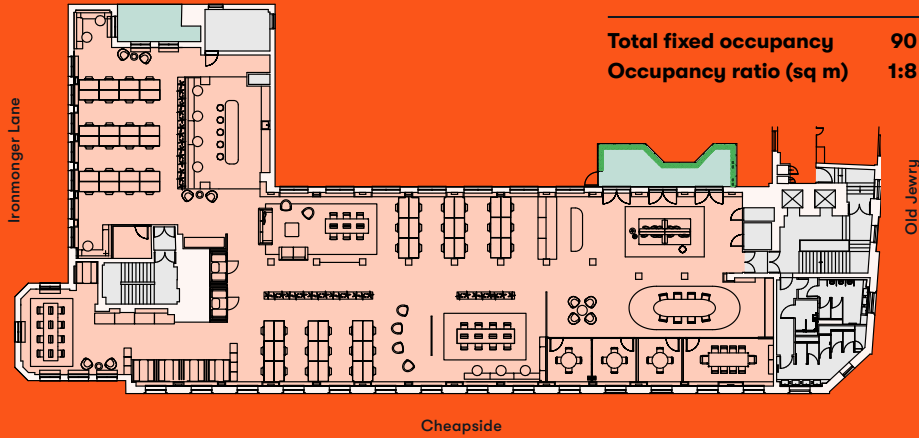 Total fixed occupancy 90
Occupancy ratio (sq m) 1:8
Ironmonger Lane
Old Jewry
Cheapside